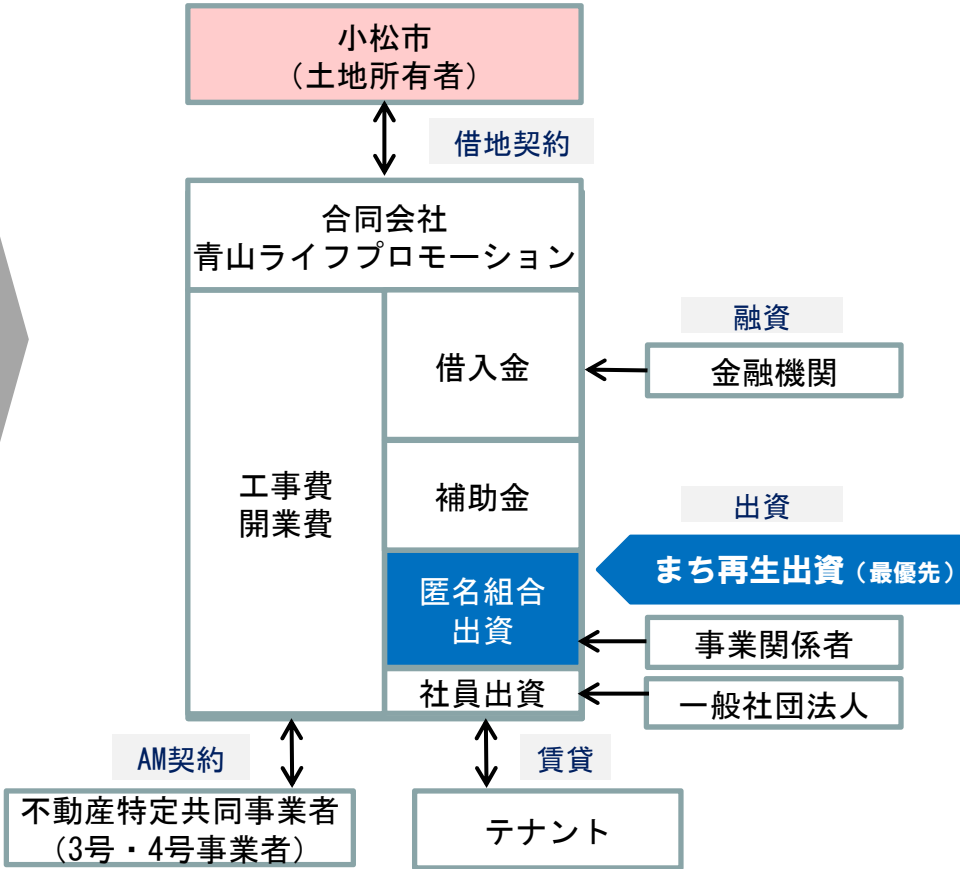 小松市
（土地所有者）
借地契約
合同会社
青山ライフプロモーション
工事費
開業費
借入金
融資
金融機関
補助金
出資
まち再生出資（最優先）
匿名組合
出資
事業関係者
社員出資
一般社団法人
AM契約
賃貸
不動産特定共同事業者
（3号・4号事業者）
テナント